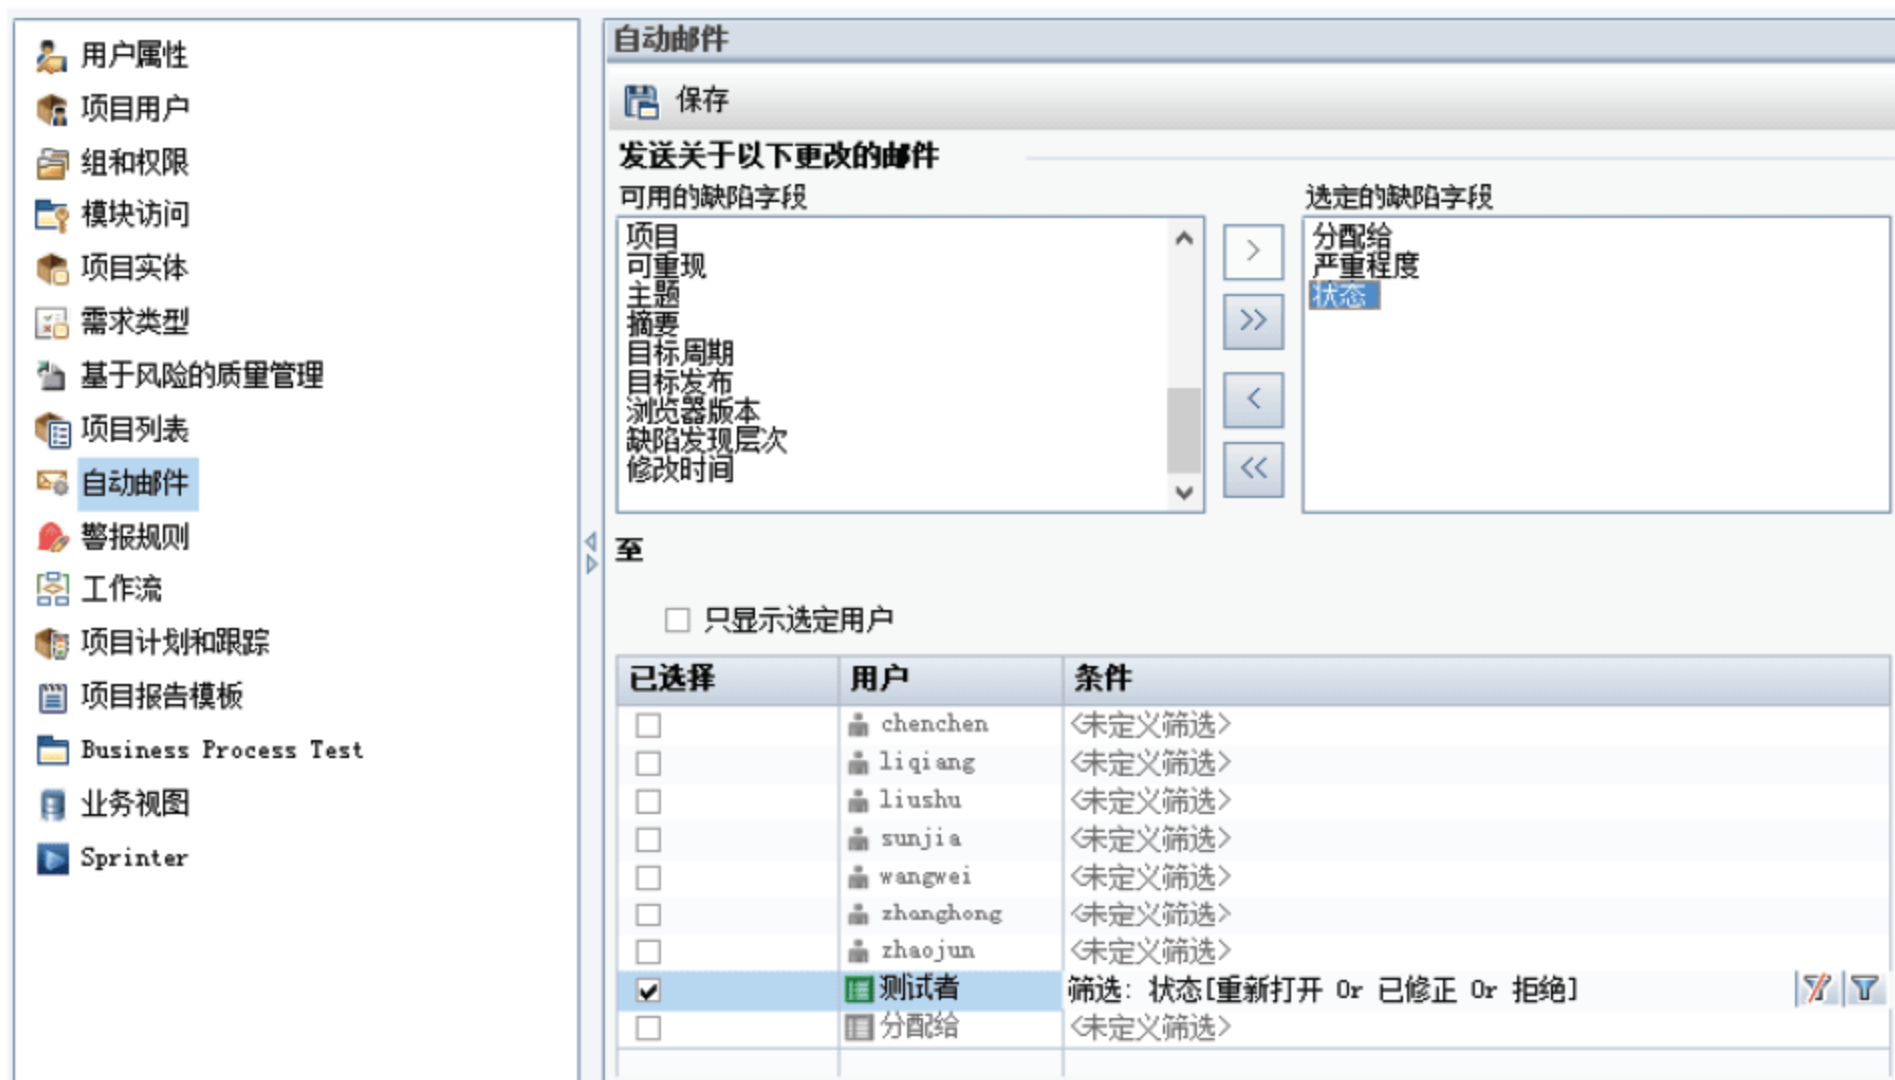 用户属性
项目用户
组和权限
模块访问
项目实体
需求类型
基于风险的质量管理
项目列表
自动邮件
警报规则
工作流
项目计划和跟踪
项目报告模板
Business Process Test
业务视图
Sprinter
自动邮件
保存
发送关于以下更改的邮件
可用的缺陷字段
项目
可重现
主题
摘要
目标周期
目标发布
浏览器版本
缺陷发现层次
修改时间
>
>>
<
<<
选定的缺陷字段
分配给
严重程度
状态
至
只显示选定用户
已选择 用户 条件
chenchen <未定义筛选>
liqiang <未定义筛选>
liushu <未定义筛选>
sunjia <未定义筛选>
wangwei <未定义筛选>
zhanghong <未定义筛选>
zhaojun <未定义筛选>
测试者 筛选: 状态[重新打开 Or 已修正 Or 拒绝]
分配给 <未定义筛选>